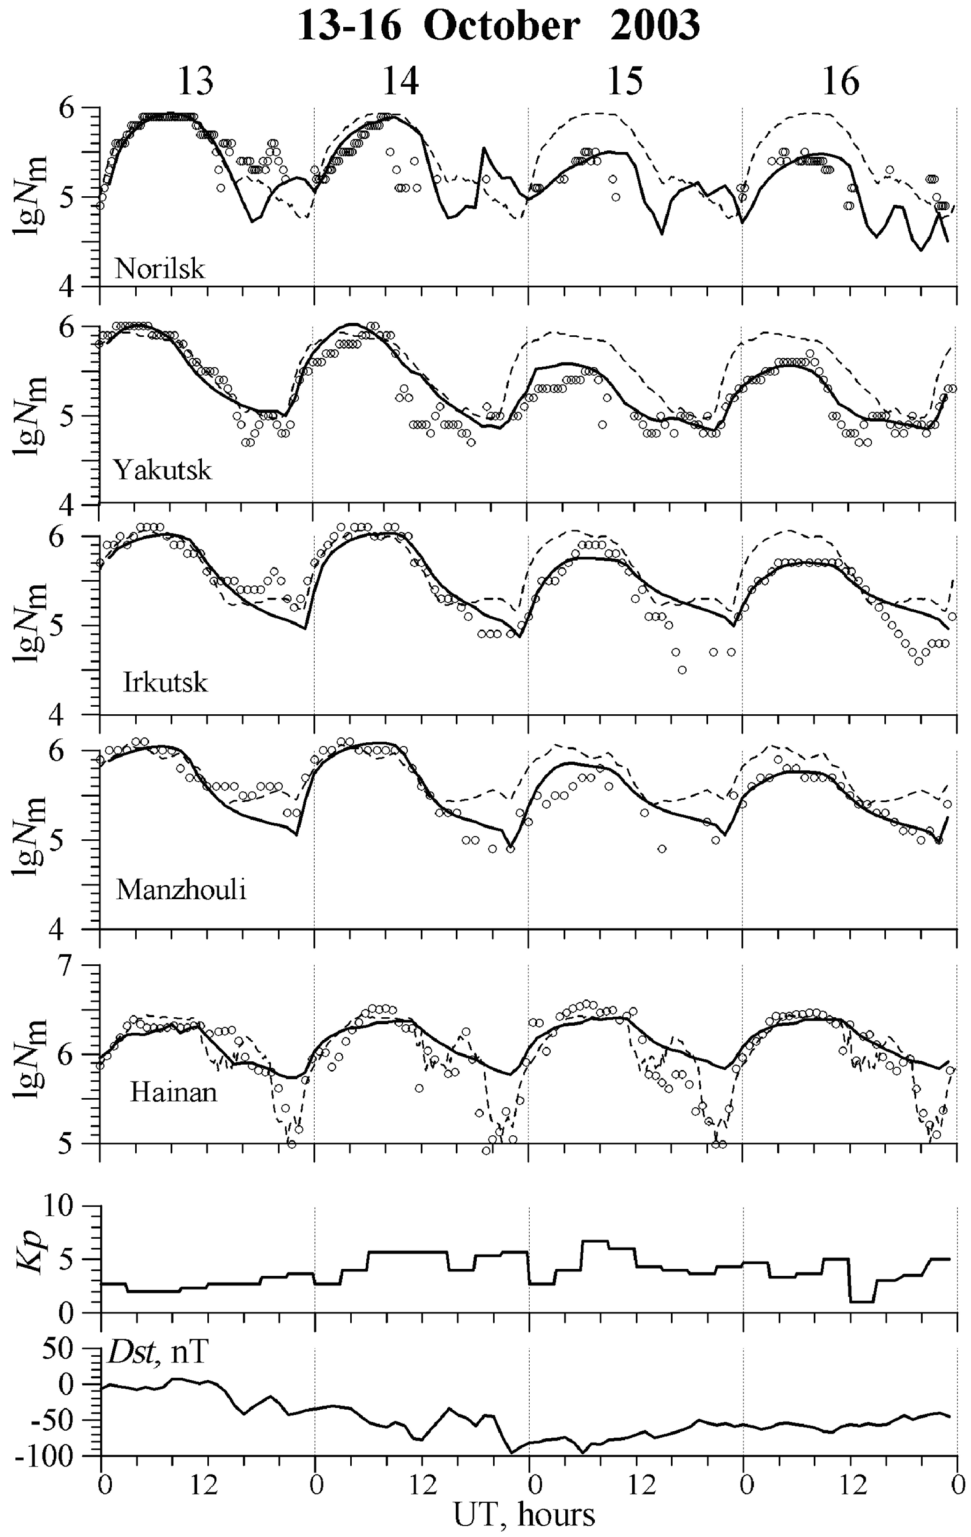 13-16 October 2003
13 14 15 16
6
lgNm
5
Norilsk
4
6
lgNm
5
Yakutsk
4
6
lgNm
5
Irkutsk
4
6
lgNm
5
Manzhouli
4
7
lgNm
6
Hainan
5
10
Kp
5
0
50
Dst, nT
0
-50
-100
0 12 0 12 0 12 0 12 0
UT, hours